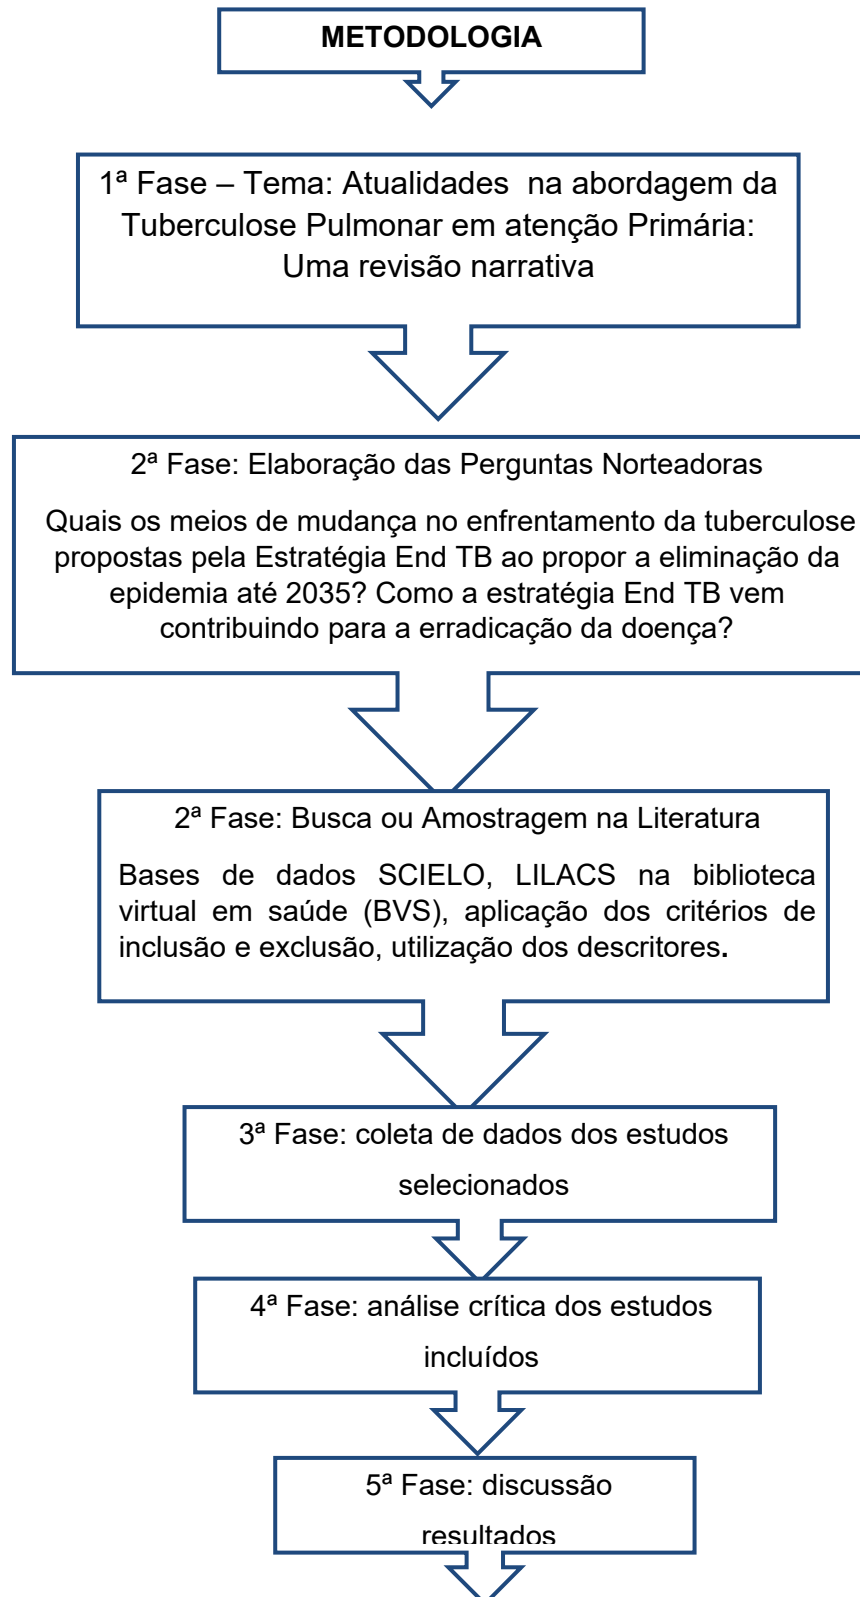 METODOLOGIA
1ª Fase – Tema: Atualidades na abordagem da
Tuberculose Pulmonar em atenção Primária:
Uma revisão narrativa
2ª Fase: Elaboração das Perguntas Norteadoras
Quais os meios de mudança no enfrentamento da tuberculose
propostas pela Estratégia End TB ao propor a eliminação da
epidemia até 2035? Como a estratégia End TB vem
contribuindo para a erradicação da doença?
2ª Fase: Busca ou Amostragem na Literatura
Bases de dados SCIELO, LILACS na biblioteca
virtual em saúde (BVS), aplicação dos critérios de
inclusão e exclusão, utilização dos descritores.
3ª Fase: coleta de dados dos estudos
selecionados
4ª Fase: análise crítica dos estudos
incluídos
5ª Fase: discussão
resultados